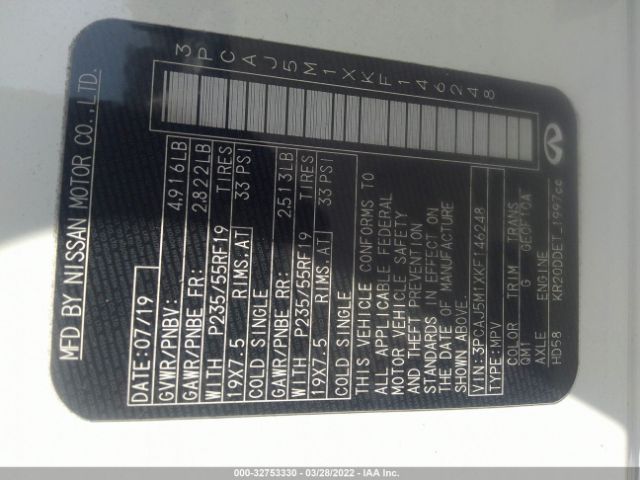 MFD BY NISSAN MOTOR CO.,LTD.
DATE:07/19
GVWR/PNBV: 4.916LB
GAWR/PNBE FR: 2.822LB
WITH P235/55RF19 TIRES
19X7.5 RIMS.AT 33 PSI
COLD SINGLE
GAWR/PNBE RR: 2513LB
WITH P235/55RF19 TIRES
19X7.5 RIMS.AT 33 PSI
COLD SINGLE
THIS VEHICLE CONFORMS TO
ALL APPLICABLE FEDERAL
MOTOR VEHICLE SAFETY
AND THEFT PREVENTION
STANDARDS IN EFFECT ON
THE DATE OF MANUFACTURE
SHOWN ABOVE.
VIN:3PCAJ5M1XKF146248
TYPE:MPV
COLOR TRIM TRANS
QM1 G
AXLE ENGINE
HD58 KR20DDET 1997cc
3PCAJ5M1XKF146248
000-32753330 - 03/28/2022 - IAA Inc.